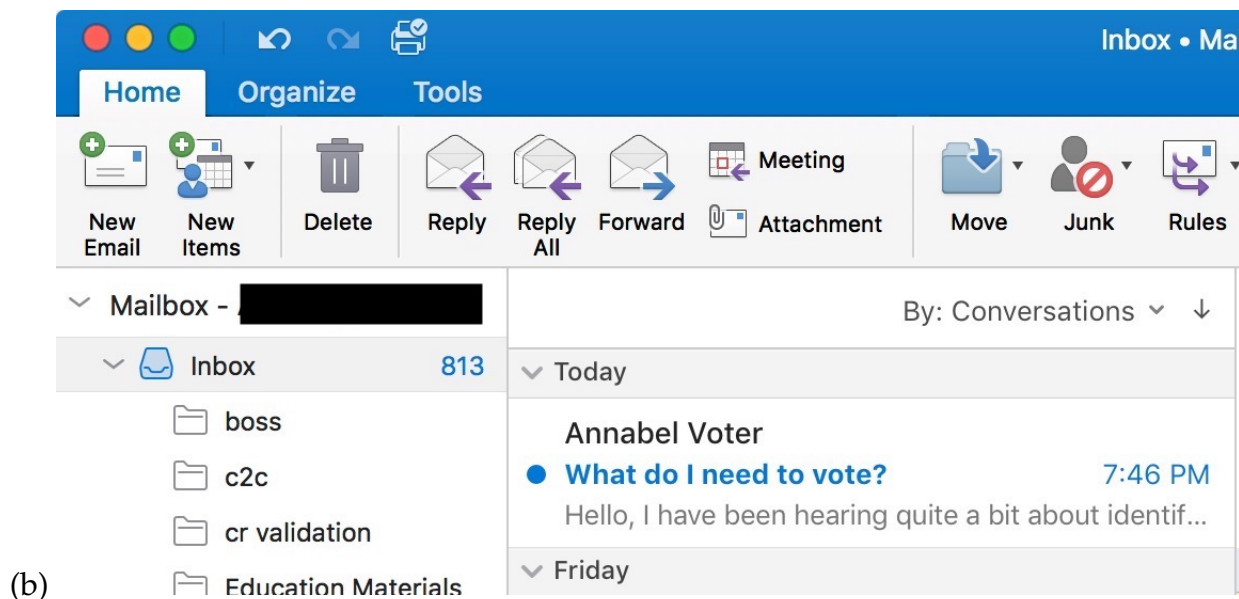 Inbox • Ma
Home Organize Tools
New Email
New Items
Delete
Reply
Reply All
Forward
Meeting
Attachment
Move
Junk
Rules
Mailbox -
By: Conversations
Inbox 813
boss
c2c
cr validation
Education Materials
Today
Annabel Voter
What do I need to vote? 7:46 PM
Hello, I have been hearing quite a bit about identif...
Friday
(b)